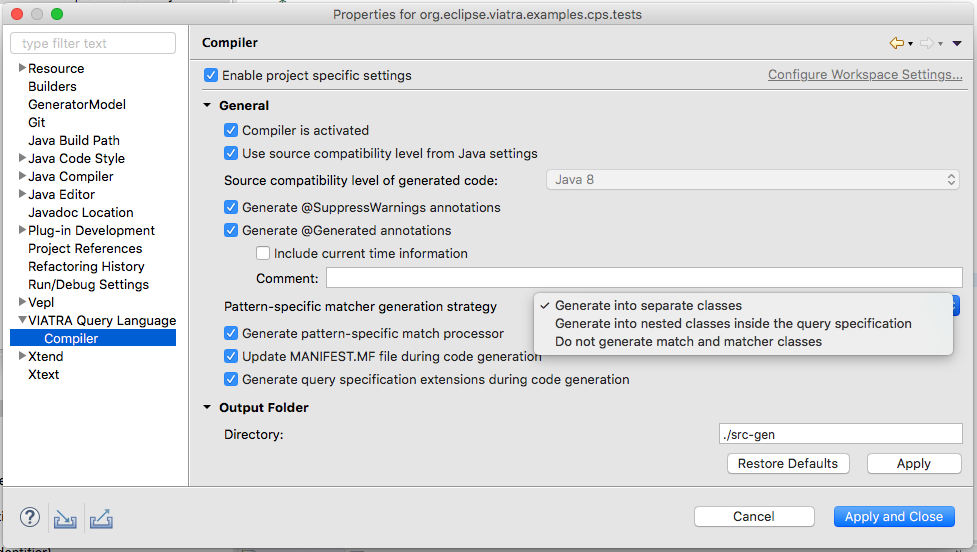 Properties for org.eclipse.viatra.examples.cps.tests
type filter text
Resource
Builders
GeneratorModel
Git
Java Build Path
Java Code Style
Java Compiler
Java Editor
Javadoc Location
Plug-in Development
Project References
Refactoring History
Run/Debug Settings
Vepl
VIATRA Query Language
Compiler
Xtend
Xtext
Compiler
Enable project specific settings
Configure Workspace Settings...
General
Compiler is activated
Use source compatibility level from Java settings
Source compatibility level of generated code:
Java 8
Generate @SuppressWarnings annotations
Generate @Generated annotations
Include current time information
Comment:
Pattern-specific matcher generation strategy
Generate into separate classes
Generate into nested classes inside the query specification
Do not generate match and matcher classes
Generate pattern-specific match processor
Update MANIFEST.MF file during code generation
Generate query specification extensions during code generation
Output Folder
Directory:
./src-gen
Restore Defaults
Apply
Cancel
Apply and Close